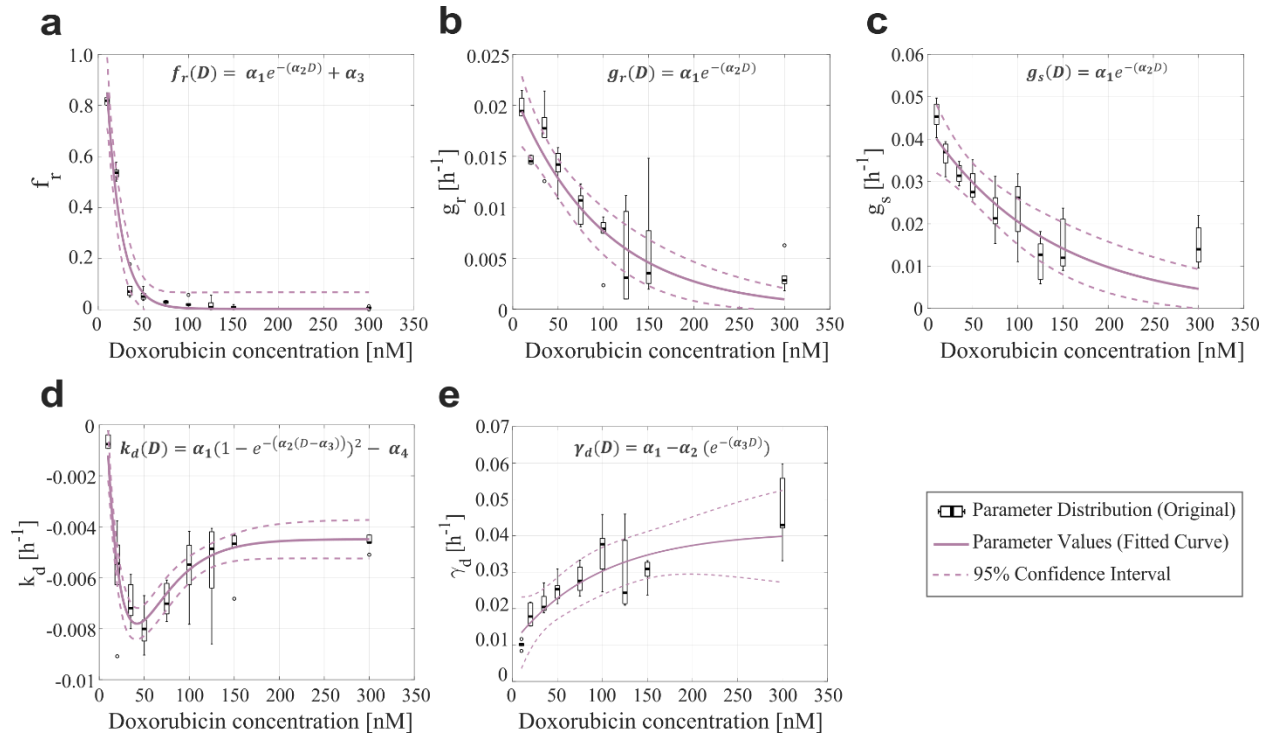 a
f_r(D) = α_1e^{-(α_2D)} + α_3
1.0
0.8
0.6
0.4
0.2
0
f_r
0 50 100 150 200 250 300 350
Doxorubicin concentration [nM]
b
g_r(D) = α_1e^{-(α_2D)}
0.025
0.02
0.015
0.01
0.005
0
g_r [h^{-1}]
0 50 100 150 200 250 300 350
Doxorubicin concentration [nM]
c
g_s(D) = α_1e^{-(α_2D)}
0.06
0.05
0.04
0.03
0.02
0.01
0
g_s [h^{-1}]
0 50 100 150 200 250 300 350
Doxorubicin concentration [nM]
d
k_d(D) = α_1(1 − e^{-(α_2(D-α_3))})^2 − α_4
0
-0.002
-0.004
-0.006
-0.008
-0.01
k_d [h^{-1}]
0 50 100 150 200 250 300 350
Doxorubicin concentration [nM]
e
γ_d(D) = α_1 −α_2 (e^{-(α_3D)})
0.07
0.06
0.05
0.04
0.03
0.02
0.01
0
γ_d [h^{-1}]
0 50 100 150 200 250 300 350
Doxorubicin concentration [nM]
Parameter Distribution (Original)
Parameter Values (Fitted Curve)
95% Confidence Interval